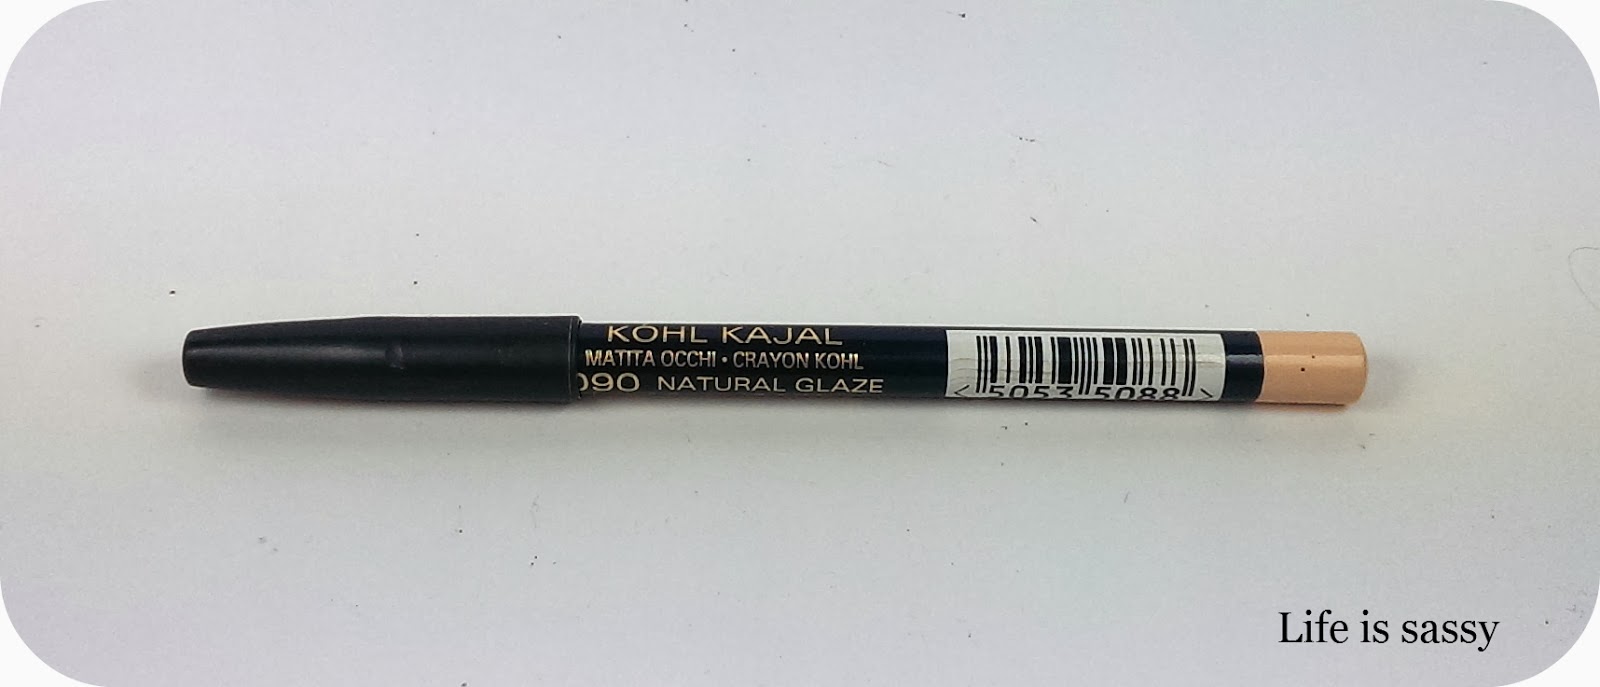 KOHL KAJAL
MATITA OCCHI • CRAYON KOHL
090 NATURAL GLAZE
< 5053 5088 >
Life is sassy